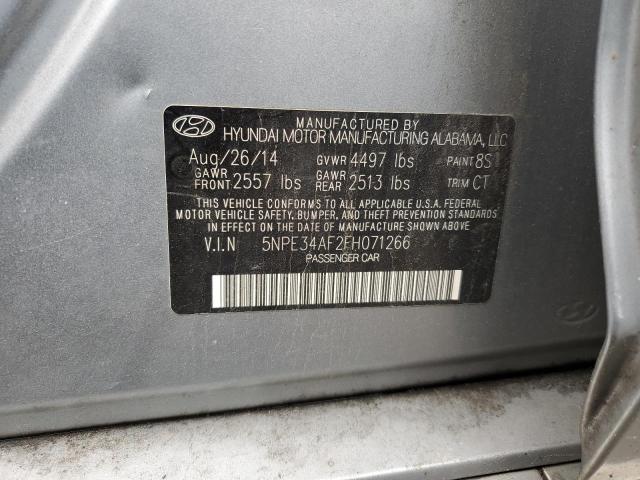 MANUFACTURED BY
HYUNDAI MOTOR MANUFACTURING ALABAMA, LLC
Aug/26/14 GVWR 4497 lbs PAINT 8S
GAWR FRONT 2557 lbs GAWR REAR 2513 lbs TRIM CT
THIS VEHICLE CONFORMS TO ALL APPLICABLE U.S.A. FEDERAL
MOTOR VEHICLE SAFETY, BUMPER, AND THEFT PREVENTION
STANDARDS IN EFFECT ON THE DATE OF MANUFACTURE SHOWN ABOVE.
V.I.N 5NPE34AF2FH071266
PASSENGER CAR